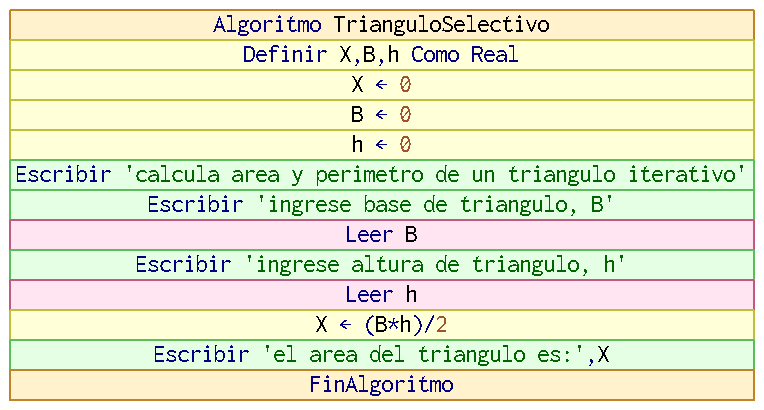 Algoritmo TrianguloSelectivo
Definir X,B,h Como Real
X ← 0
B ← 0
h ← 0
Escribir 'calcula area y perimetro de un triangulo iterativo'
Escribir 'ingrese base de triangulo, B'
Leer B
Escribir 'ingrese altura de triangulo, h'
Leer h
X ← (B*h)/2
Escribir 'el area del triangulo es:',X
FinAlgoritmo